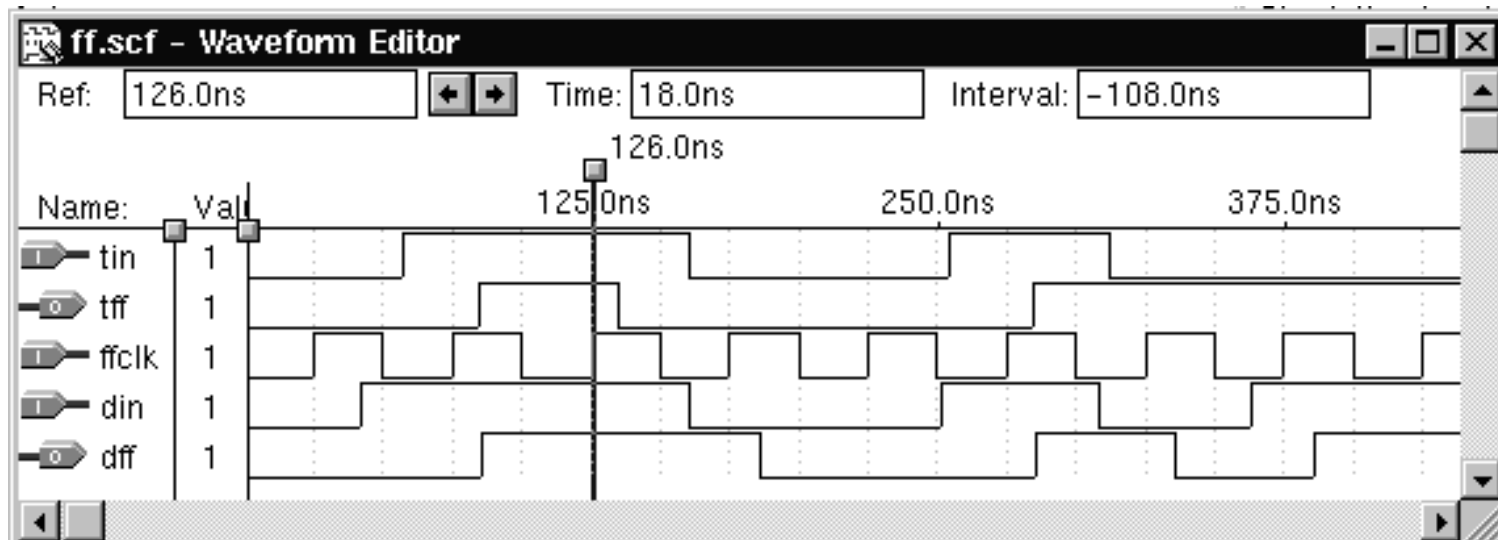 ff.scf - Waveform Editor
Ref: 126.0ns Time: 18.0ns Interval: -108.0ns
126.0ns
125.0ns 250.0ns 375.0ns
Name: Valu
tin 1
tff 1
ffclk 1
din 1
dff 1